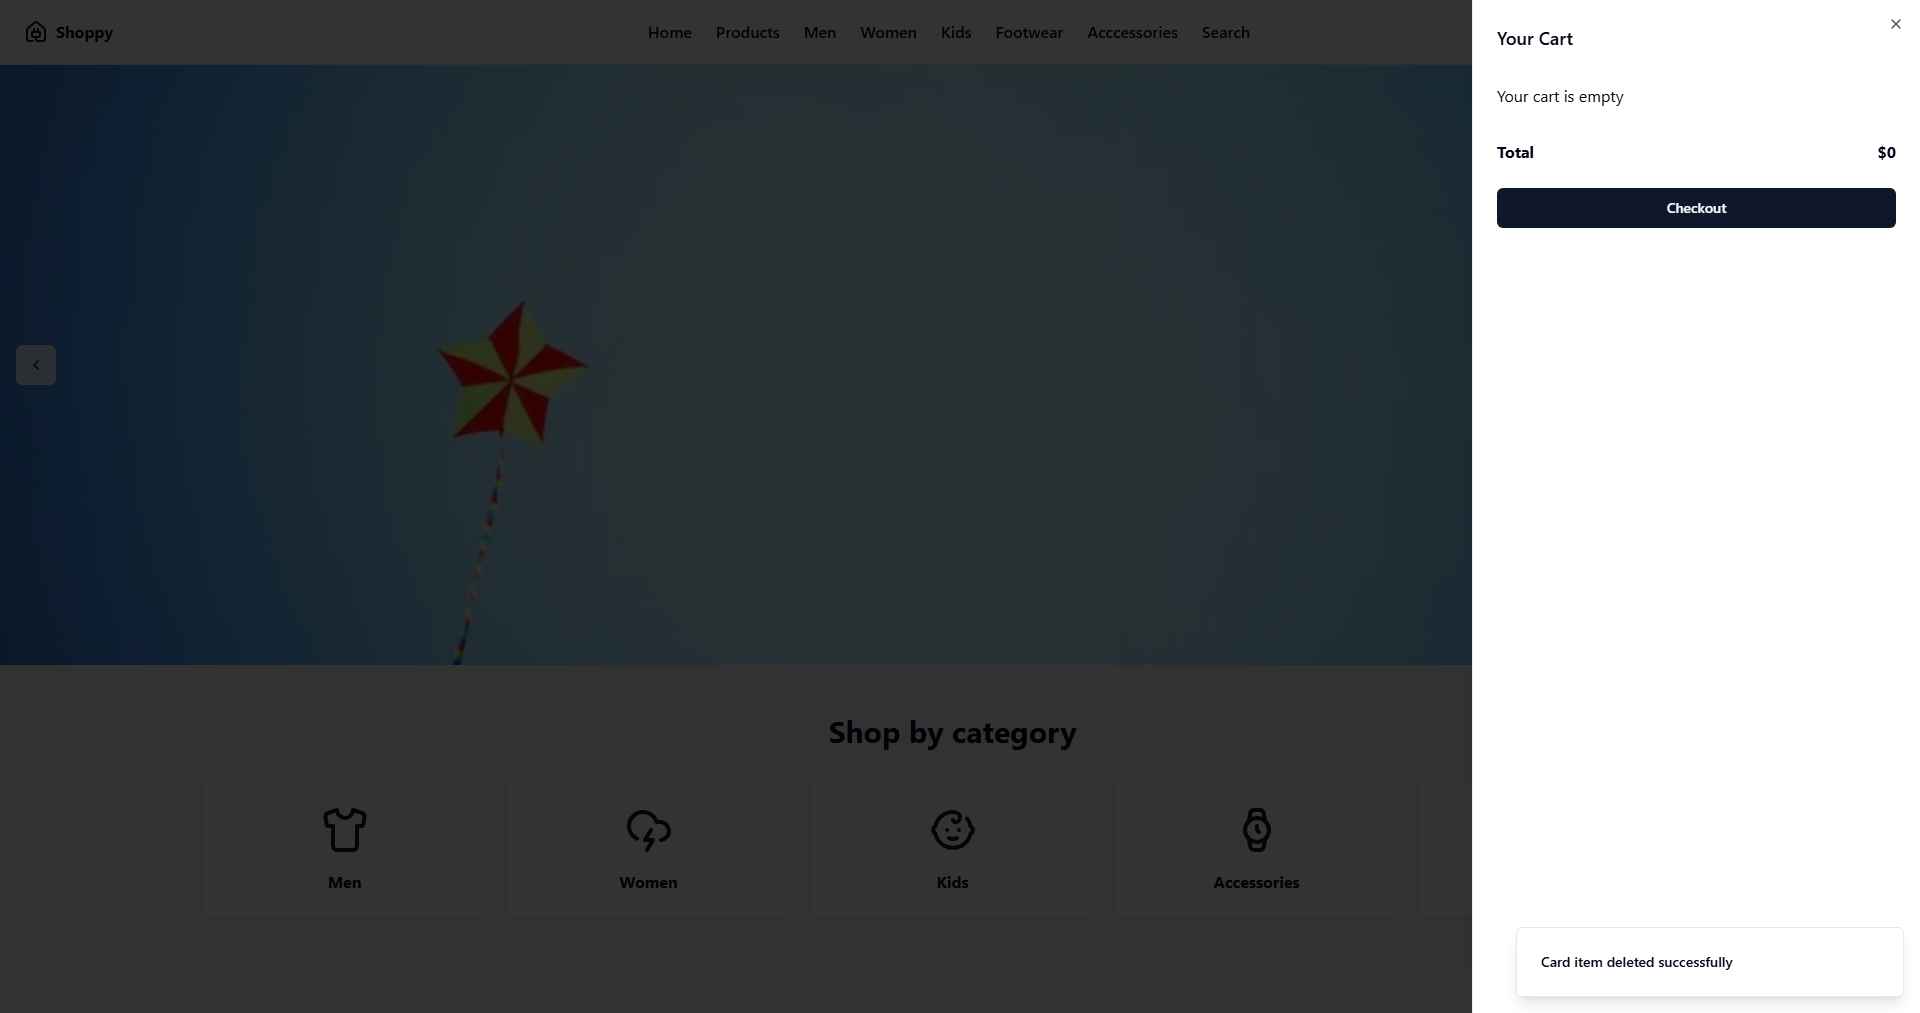 Shoppy
Home Products Men Women Kids Footwear Acccessories Search
Your Cart
Your cart is empty
Total $0
Checkout
Shop by category
Men Women Kids Accessories
Card item deleted successfully